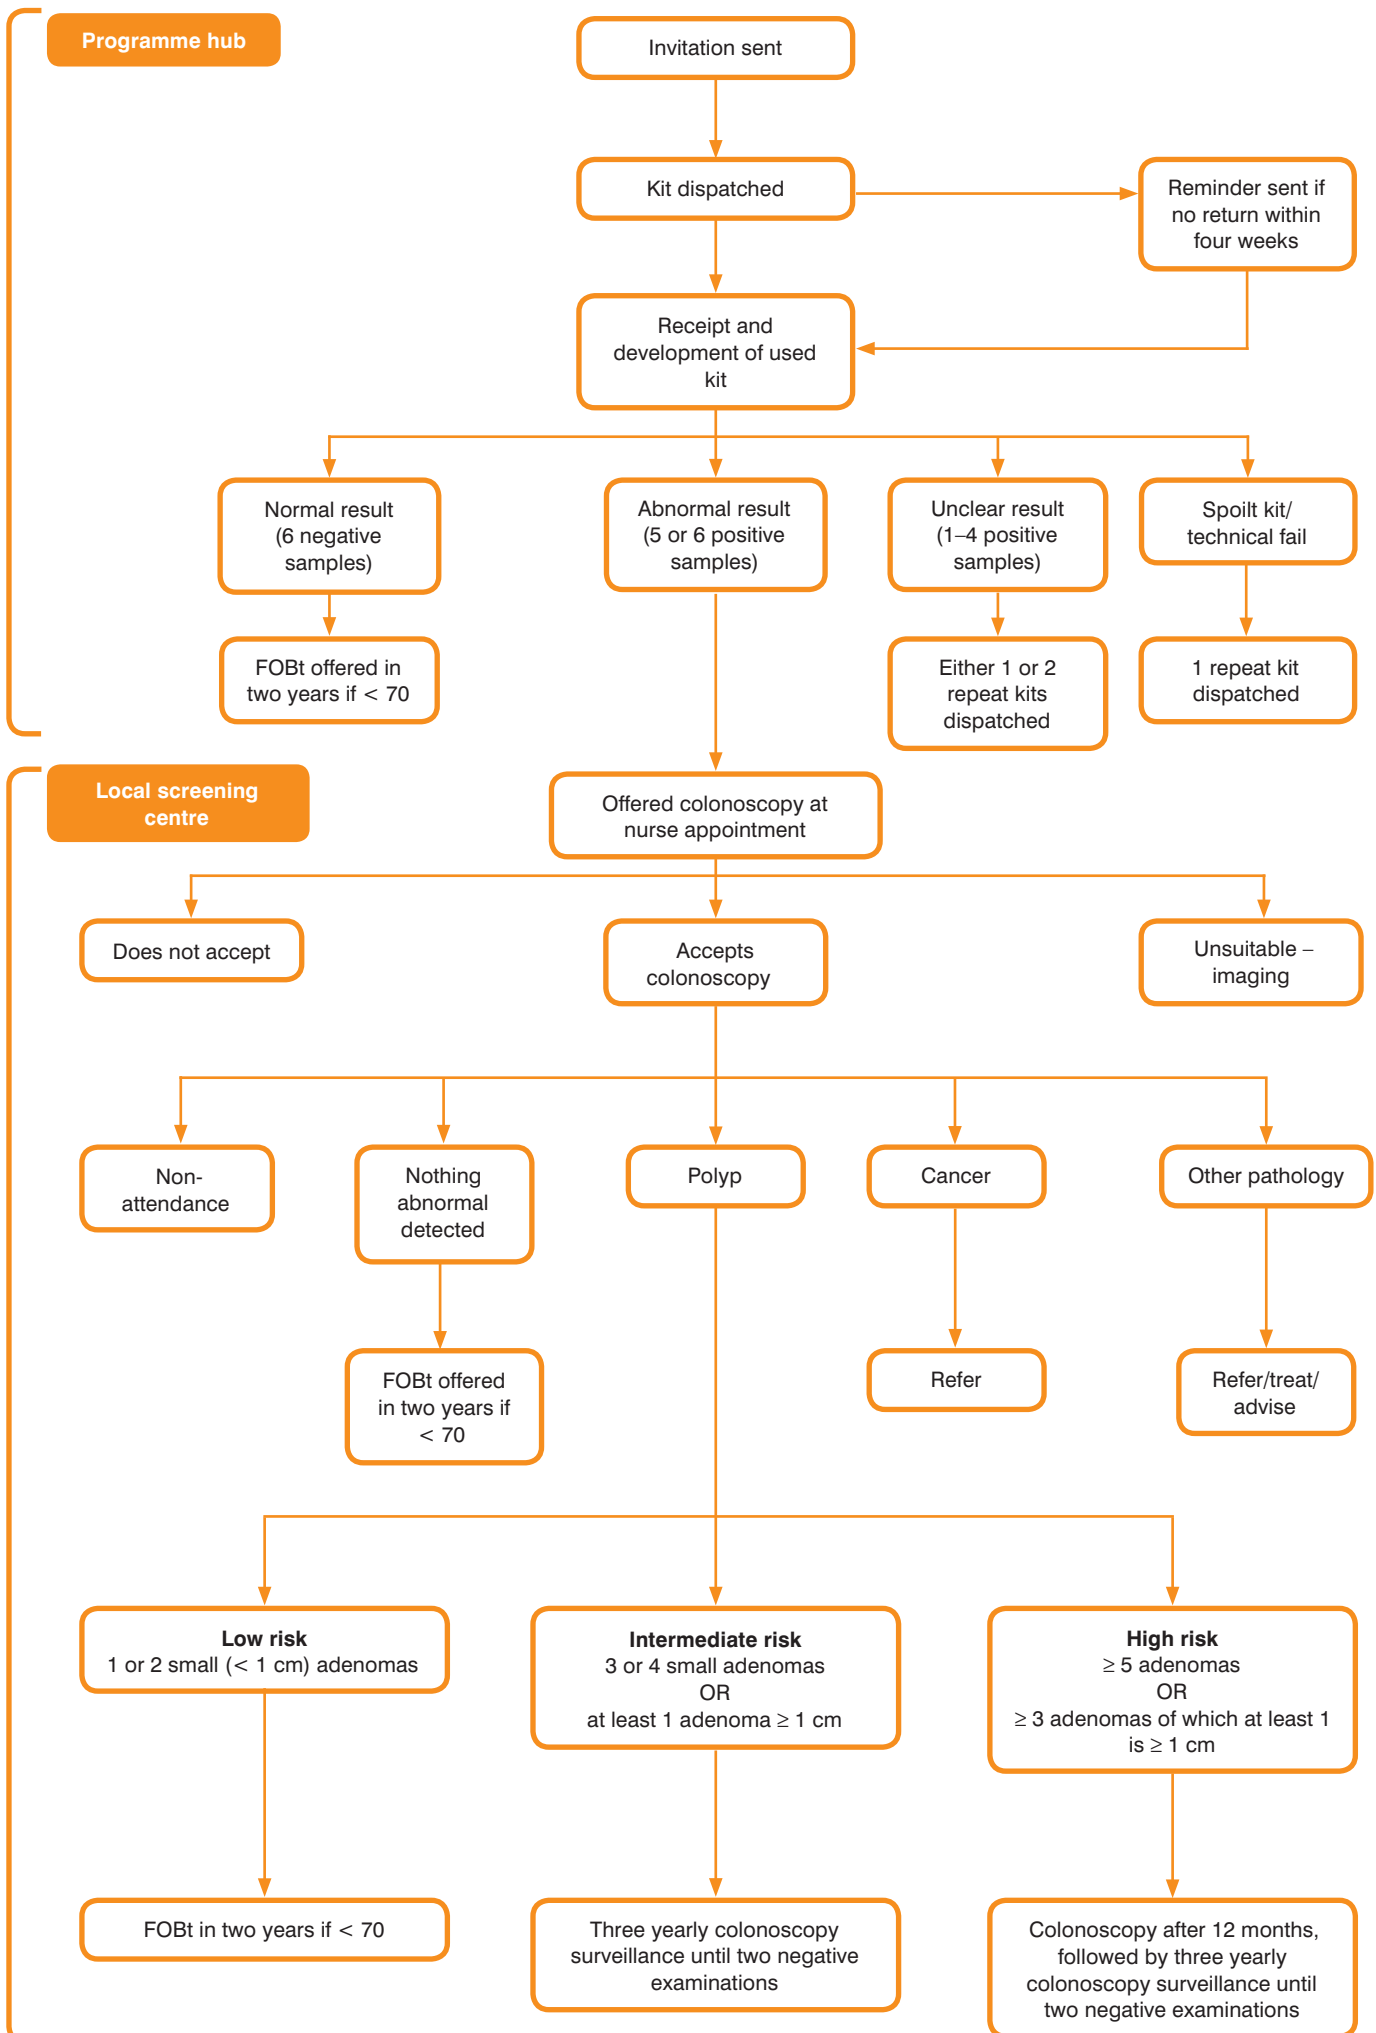 Programme hub
Invitation sent
Kit dispatched
Reminder sent if
no return within
four weeks
Receipt and
development of used
kit
Normal result
(6 negative
samples)
Abnormal result
(5 or 6 positive
samples)
Unclear result
(1–4 positive
samples)
Spoilt kit/
technical fail
FOBt offered in
two years if < 70
Either 1 or 2
repeat kits
dispatched
1 repeat kit
dispatched
Local screening
centre
Offered colonoscopy at
nurse appointment
Does not accept
Accepts
colonoscopy
Unsuitable –
imaging
Non-
attendance
Nothing
abnormal
detected
Polyp
Cancer
Other pathology
FOBt offered
in two years if
< 70
Refer
Refer/treat/
advise
Low risk
1 or 2 small (< 1 cm) adenomas
Intermediate risk
3 or 4 small adenomas
OR
at least 1 adenoma ≥ 1 cm
High risk
≥ 5 adenomas
OR
≥ 3 adenomas of which at least 1
is ≥ 1 cm
FOBt in two years if < 70
Three yearly colonoscopy
surveillance until two negative
examinations
Colonoscopy after 12 months,
followed by three yearly
colonoscopy surveillance until
two negative examinations